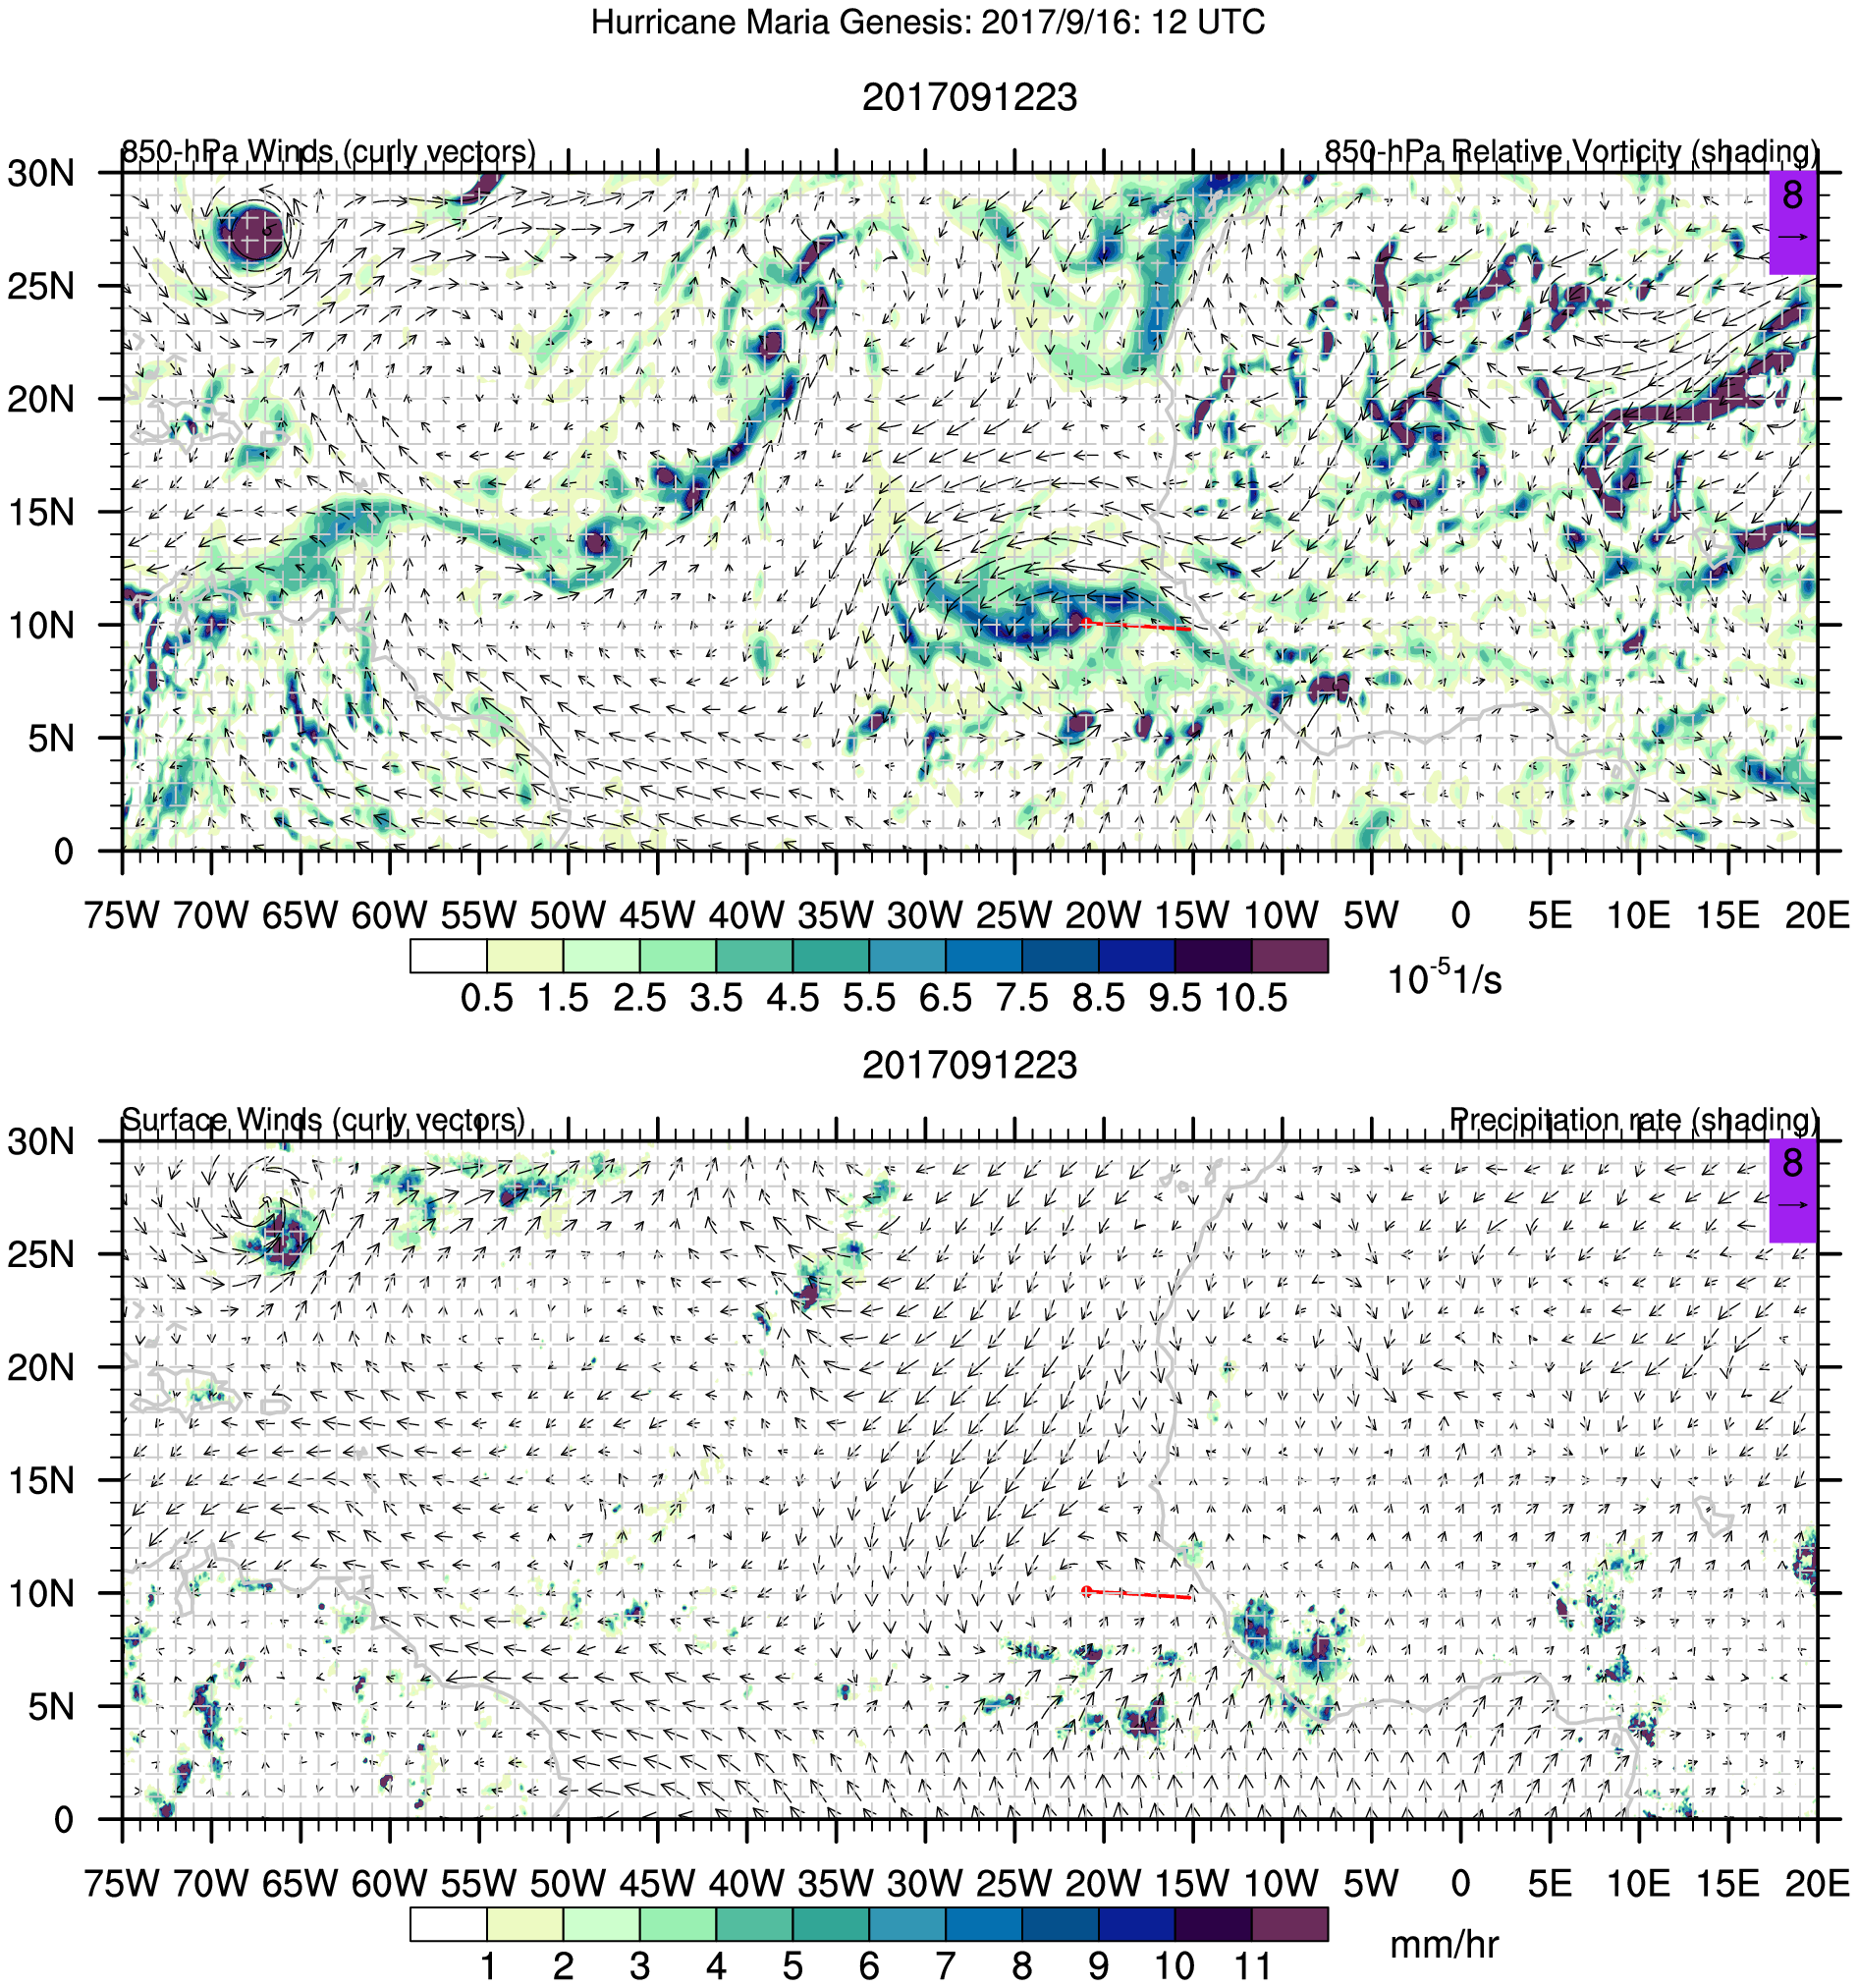 Hurricane Maria Genesis: 2017/9/16: 12 UTC
2017091223
850-hPa Winds (curly vectors) 850-hPa Relative Vorticity (shading)
8
30N
25N
20N
15N
10N
5N
0
75W 70W 65W 60W 55W 50W 45W 40W 35W 30W 25W 20W 15W 10W 5W 0 5E 10E 15E 20E
0.5 1.5 2.5 3.5 4.5 5.5 6.5 7.5 8.5 9.5 10.5
10⁻⁵1/s
2017091223
Surface Winds (curly vectors) Precipitation rate (shading)
8
30N
25N
20N
15N
10N
5N
0
75W 70W 65W 60W 55W 50W 45W 40W 35W 30W 25W 20W 15W 10W 5W 0 5E 10E 15E 20E
1 2 3 4 5 6 7 8 9 10 11
mm/hr